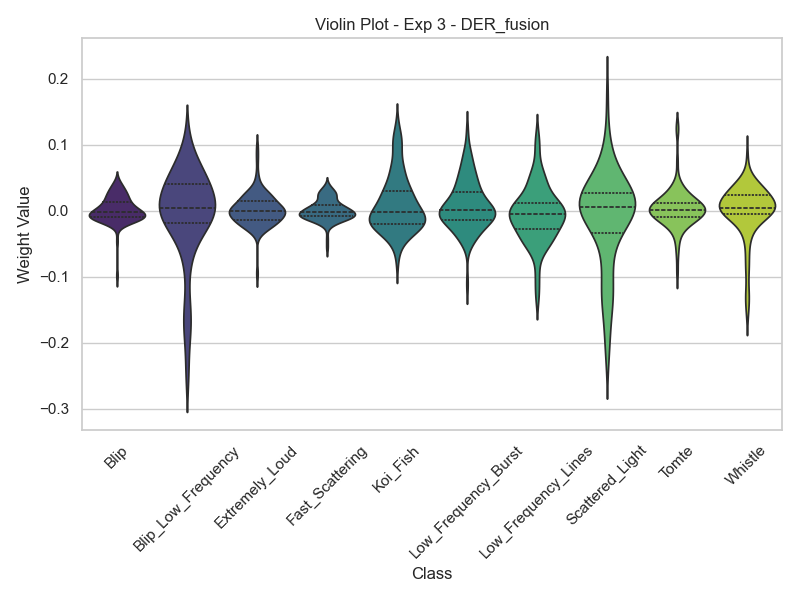 Violin Plot - Exp 3 - DER_fusion
Weight Value
0.2
0.1
0.0
−0.1
−0.2
−0.3
Blip
Blip_Low_Frequency
Extremely_Loud
Fast_Scattering
Koi_Fish
Low_Frequency_Burst
Low_Frequency_Lines
Scattered_Light
Tomte
Whistle
Class